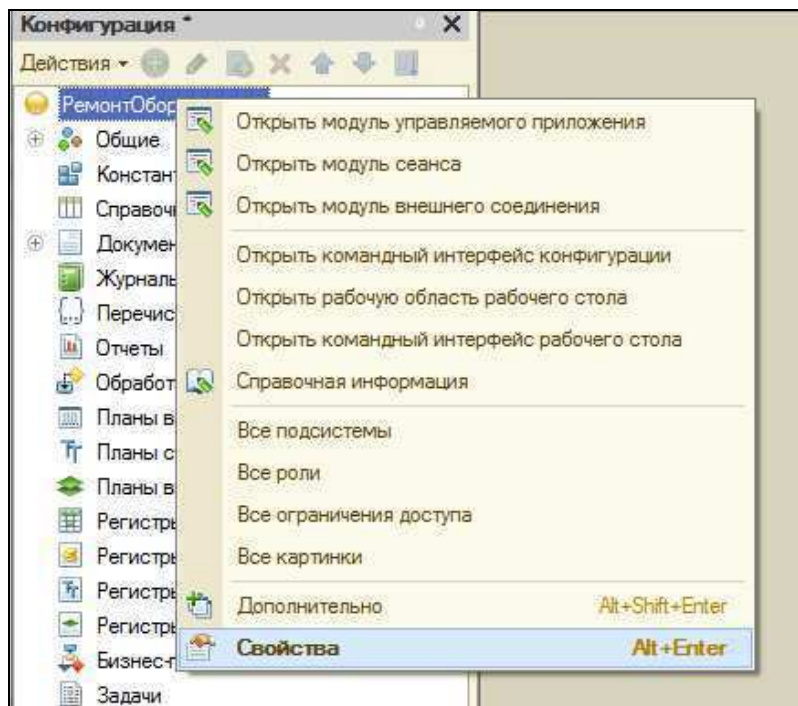 Конфигурация *
Действия
РемонтОбор
Общие
Констан
Справоч
Докумен
Журналь
Перечис
Отчеты
Обработ
Планы в
Планы с
Планы в
Регистры
Регистры
Регистры
Регистры
Бизнес-п
Задачи
Открыть модуль управляемого приложения
Открыть модуль сеанса
Открыть модуль внешнего соединения
Открыть командный интерфейс конфигурации
Открыть рабочую область рабочего стола
Открыть командный интерфейс рабочего стола
Справочная информация
Все подсистемы
Все роли
Все ограничения доступа
Все картинки
Дополнительно Alt+Shift+Enter
Свойства Alt+Enter